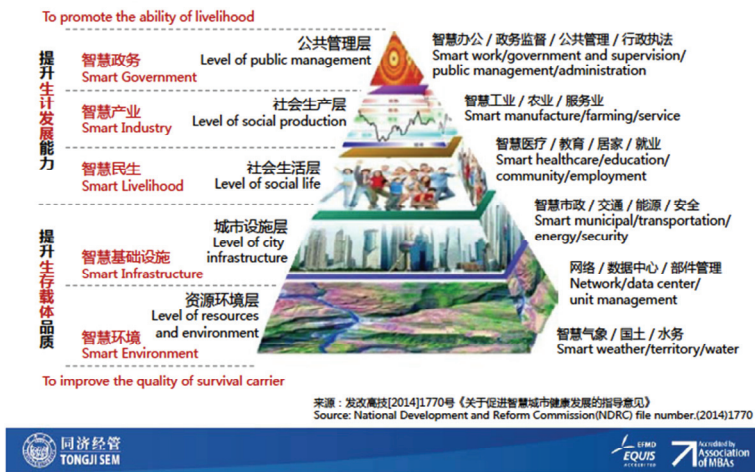 To promote the ability of livelihood
提升生计发展能力
智慧政务
Smart Government
公共管理层
Level of public management
智慧办公 / 政务监督 / 公共管理 / 行政执法
Smart work/government and supervision/
public management/administration
智慧产业
Smart Industry
社会生产层
Level of social production
智慧工业 / 农业 / 服务业
Smart manufacture/farming/service
智慧民生
Smart Livelihood
社会生活层
Level of social life
智慧医疗 / 教育 / 居家 / 就业
Smart healthcare/education/
community/employment
提升生存载体品质
智慧基础设施
Smart Infrastructure
城市设施层
Level of city
infrastructure
智慧市政 / 交通 / 能源 / 安全
Smart municipal/transportation/
energy/security
网络 / 数据中心 / 部件管理
Network/data center/
unit management
智慧环境
Smart Environment
资源环境层
Level of resources
and environment
智慧气象 / 国土 / 水务
Smart weather/territory/water
To improve the quality of survival carrier
来源：发改高技[2014]1770号《关于促进智慧城市健康发展的指导意见》
Source: National Development and Reform Commission(NDRC) file number.(2014)1770
同济经管
TONGJI SEM
EFMD
EQUIS
ACCREDITED
Accredited by
Association
of MBAs